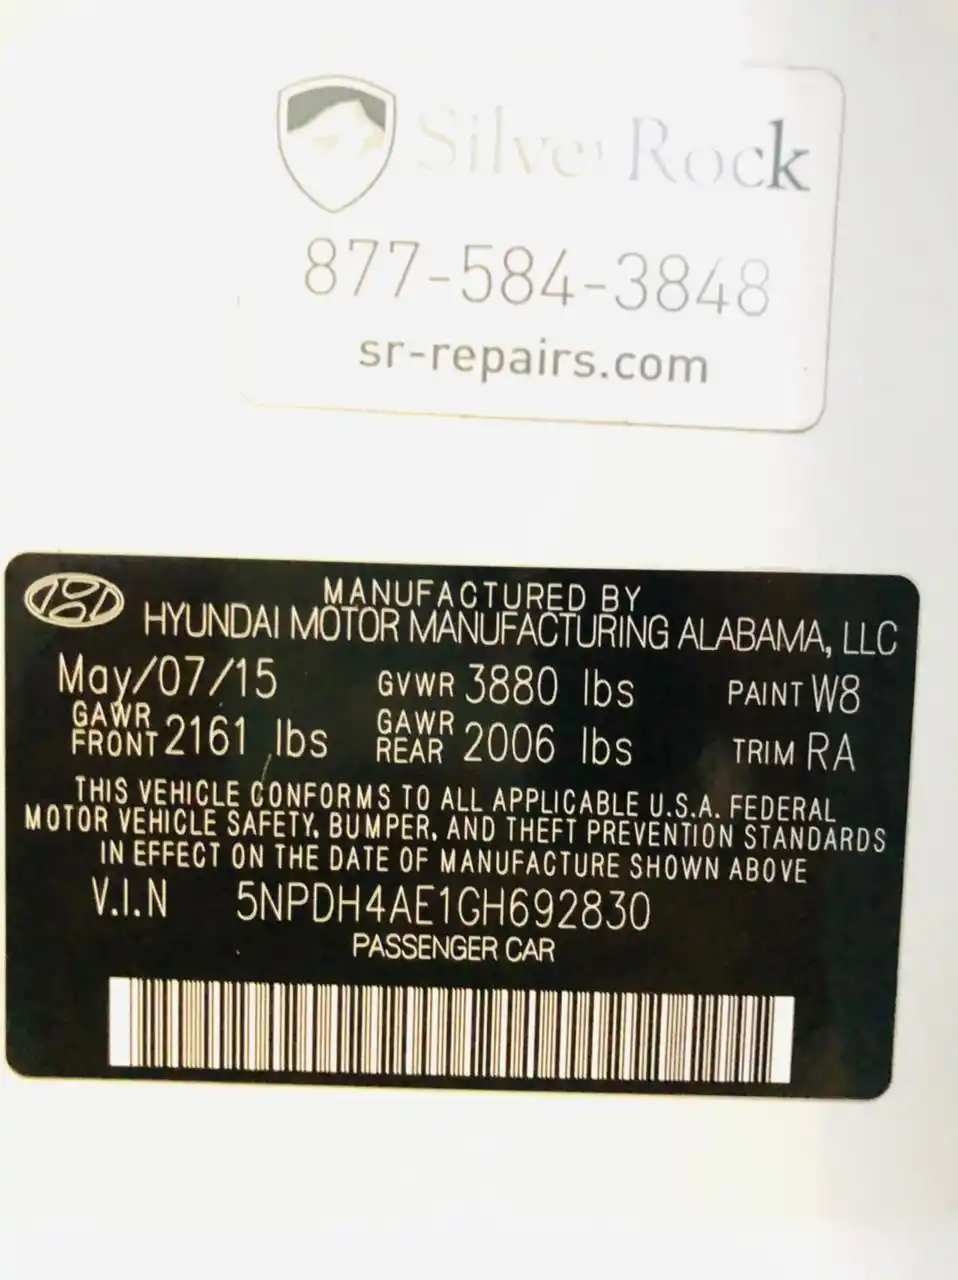 SilverRock
877-584-3848
sr-repairs.com
MANUFACTURED BY
HYUNDAI MOTOR MANUFACTURING ALABAMA, LLC
May/07/15 GVWR 3880 lbs PAINT W8
GAWR FRONT 2161 lbs GAWR REAR 2006 lbs TRIM RA
THIS VEHICLE CONFORMS TO ALL APPLICABLE U.S.A. FEDERAL
MOTOR VEHICLE SAFETY, BUMPER, AND THEFT PREVENTION STANDARDS
IN EFFECT ON THE DATE OF MANUFACTURE SHOWN ABOVE
V.I.N 5NPDH4AE1GH692830
PASSENGER CAR